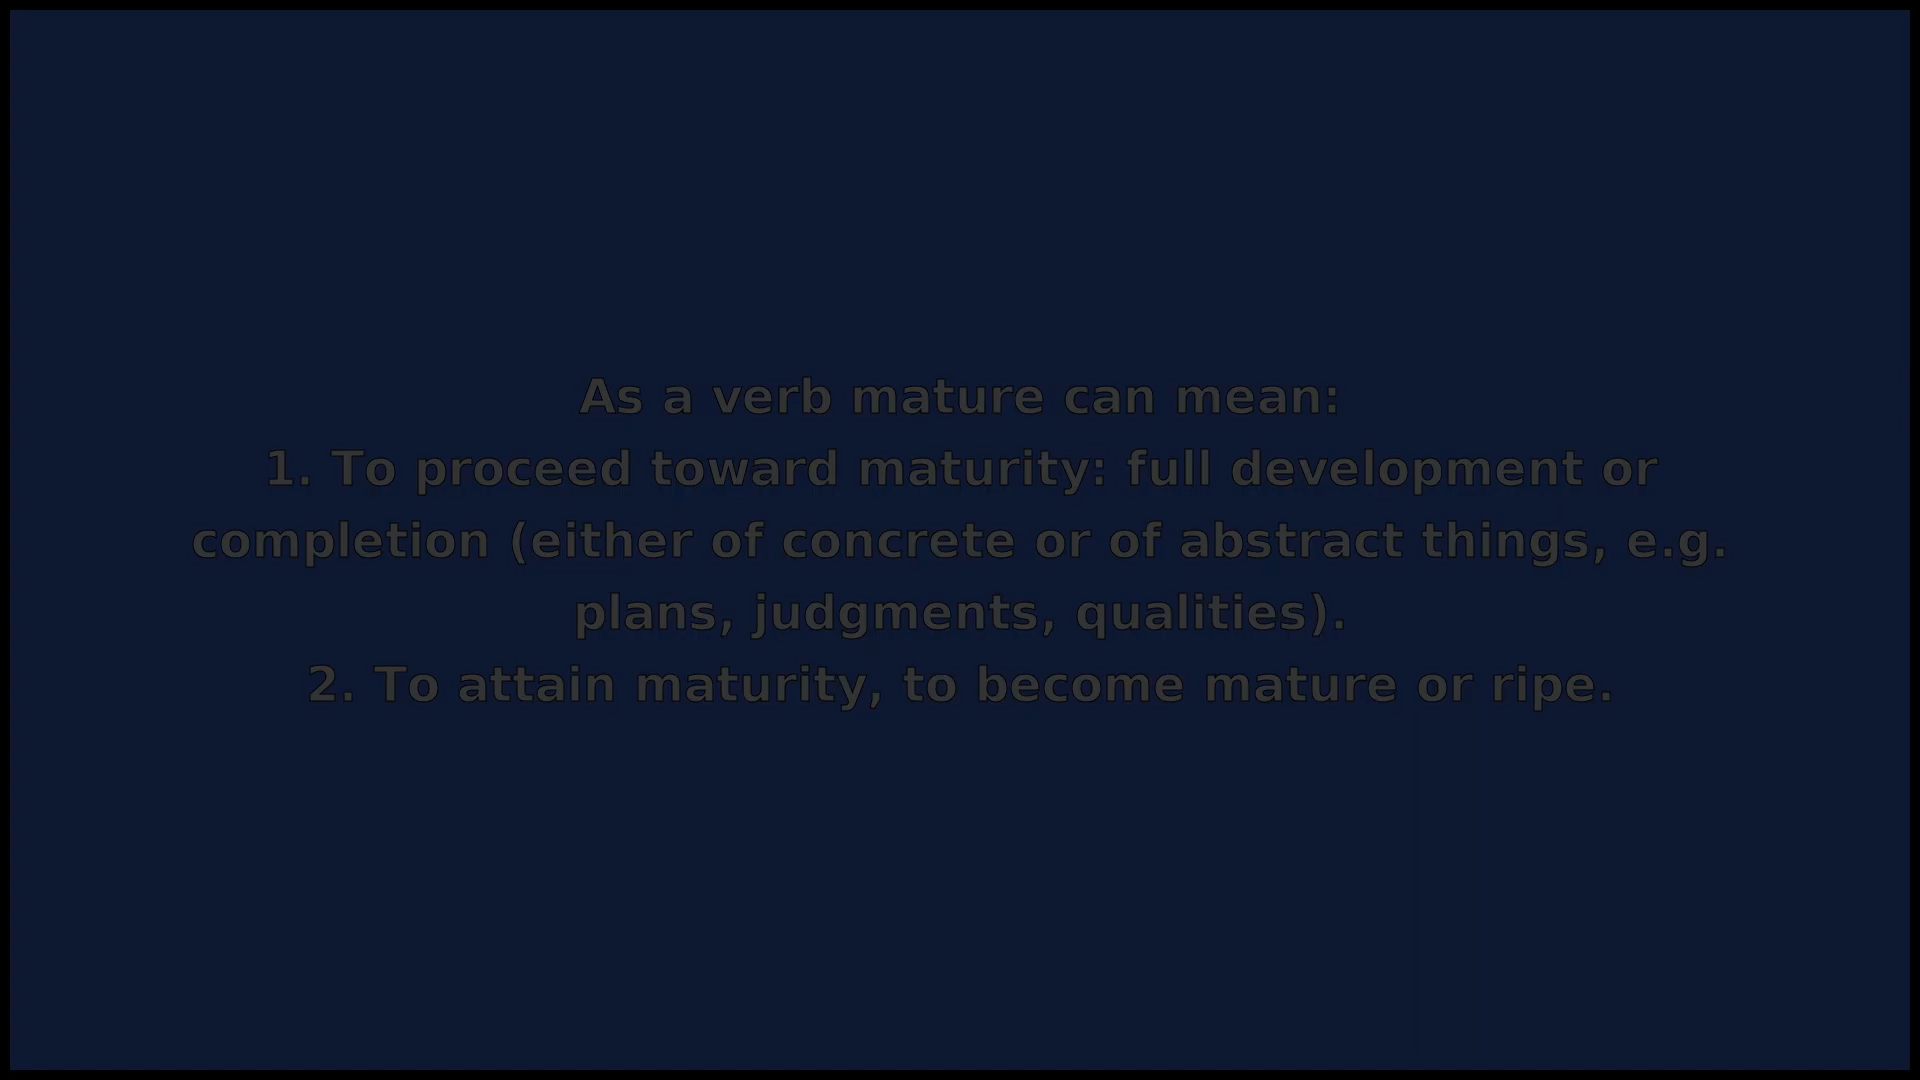 As a verb mature can mean:
1. To proceed toward maturity: full development or
completion (either of concrete or of abstract things, e.g.
plans, judgments, qualities).
2. To attain maturity, to become mature or ripe.